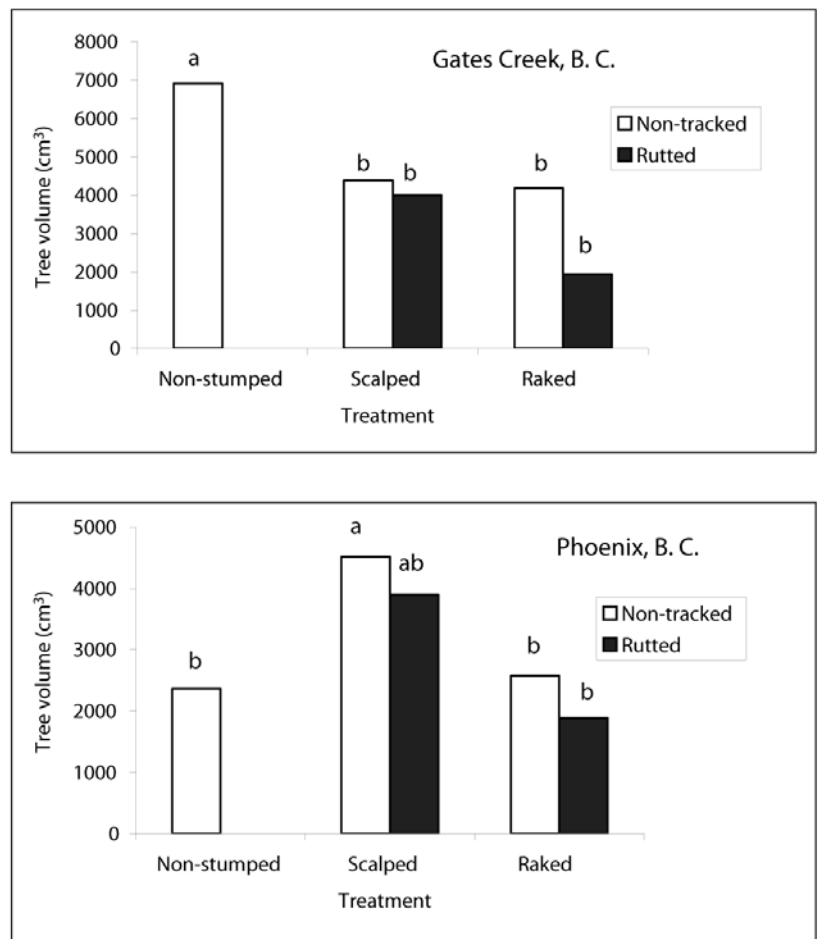 Gates Creek, B. C.
Tree volume (cm³)
8000
7000
6000
5000
4000
3000
2000
1000
0
a
b b
b
b
Non-tracked
Rutted
Non-stumped Scalped Raked
Treatment
Phoenix, B. C.
Tree volume (cm³)
5000
4000
3000
2000
1000
0
b
a
ab
b
b
Non-tracked
Rutted
Non-stumped Scalped Raked
Treatment